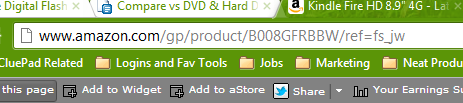 e Digital Flash Compare vs DVD & Hard D Kindle Fire HD 8.9" 4G - Lal
www.amazon.com/gp/product/B008GFRBBW/ref=fs_jw
CluePad Related Logins and Fav Tools Jobs Marketing Neat Produc
this page Add to Widget Add to aStore Share Your Earnings Su